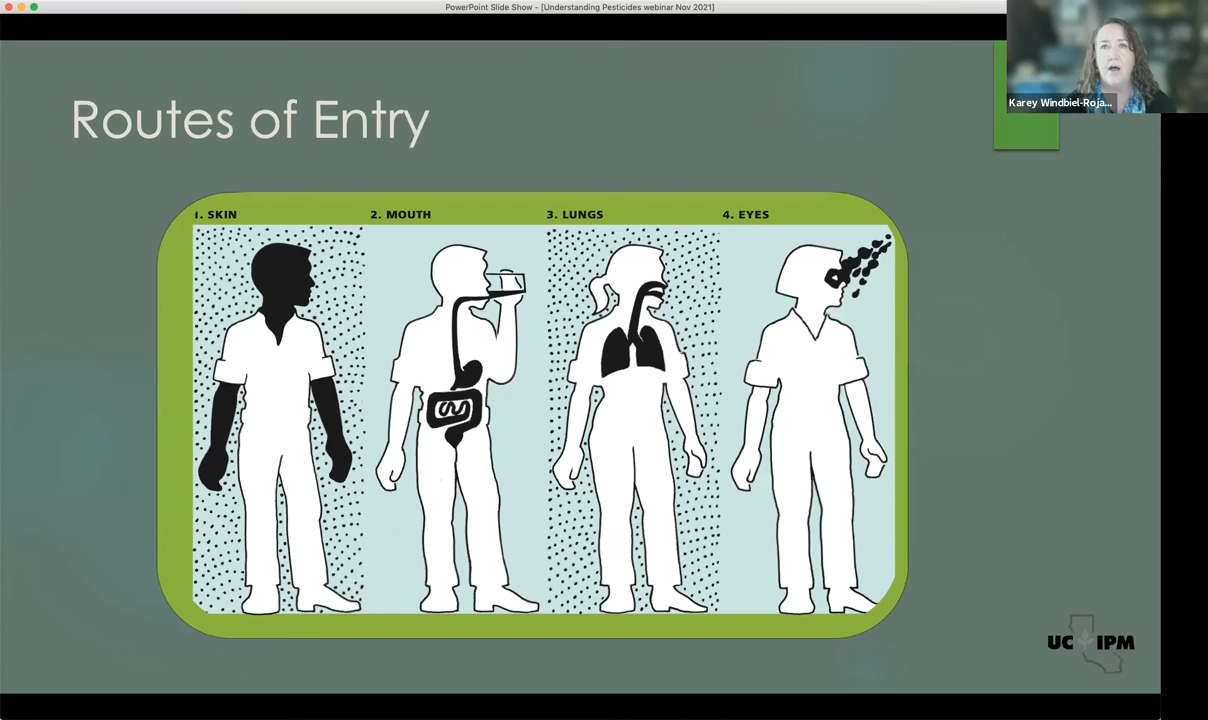 PowerPoint Slide Show - [Understanding Pesticides webinar Nov 2021]
Karey Windbiel-Roja...
Routes of Entry
1. SKIN
2. MOUTH
3. LUNGS
4. EYES
UC IPM